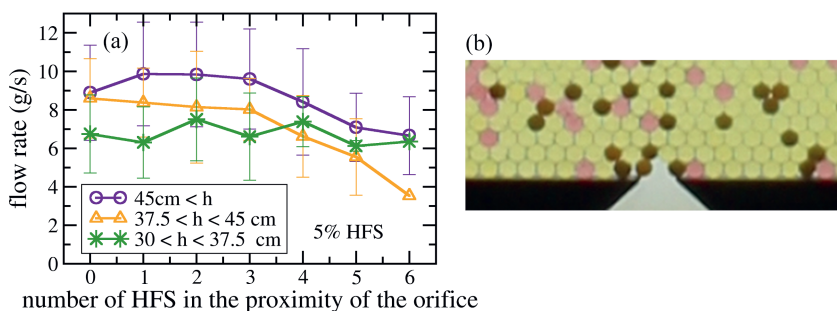 (a)
(b)
flow rate (g/s)
12
10
8
6
4
2
0
45cm < h
37.5 < h < 45 cm
30 < h < 37.5 cm
5% HFS
0 1 2 3 4 5 6
number of HFS in the proximity of the orifice